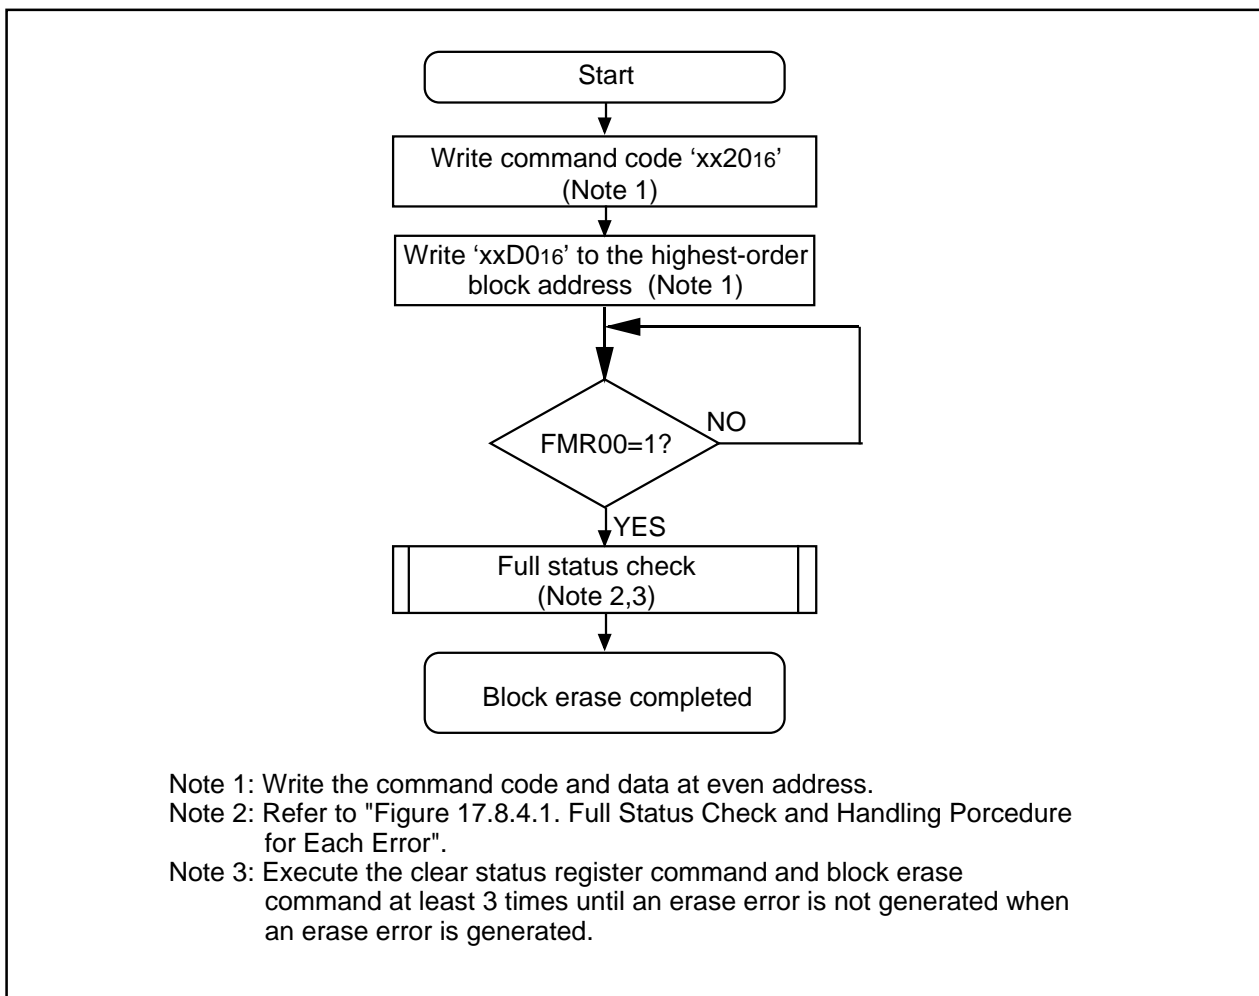 Start
Write command code ‘xx2016’
(Note 1)
Write ‘xxD016’ to the highest-order
block address  (Note 1)
NO
FMR00=1?
YES
Full status check
(Note 2,3)
Block erase completed
Note 1: Write the command code and data at even address.
Note 2: Refer to "Figure 17.8.4.1. Full Status Check and Handling Porcedure
for Each Error".
Note 3: Execute the clear status register command and block erase
command at least 3 times until an erase error is not generated when
an erase error is generated.